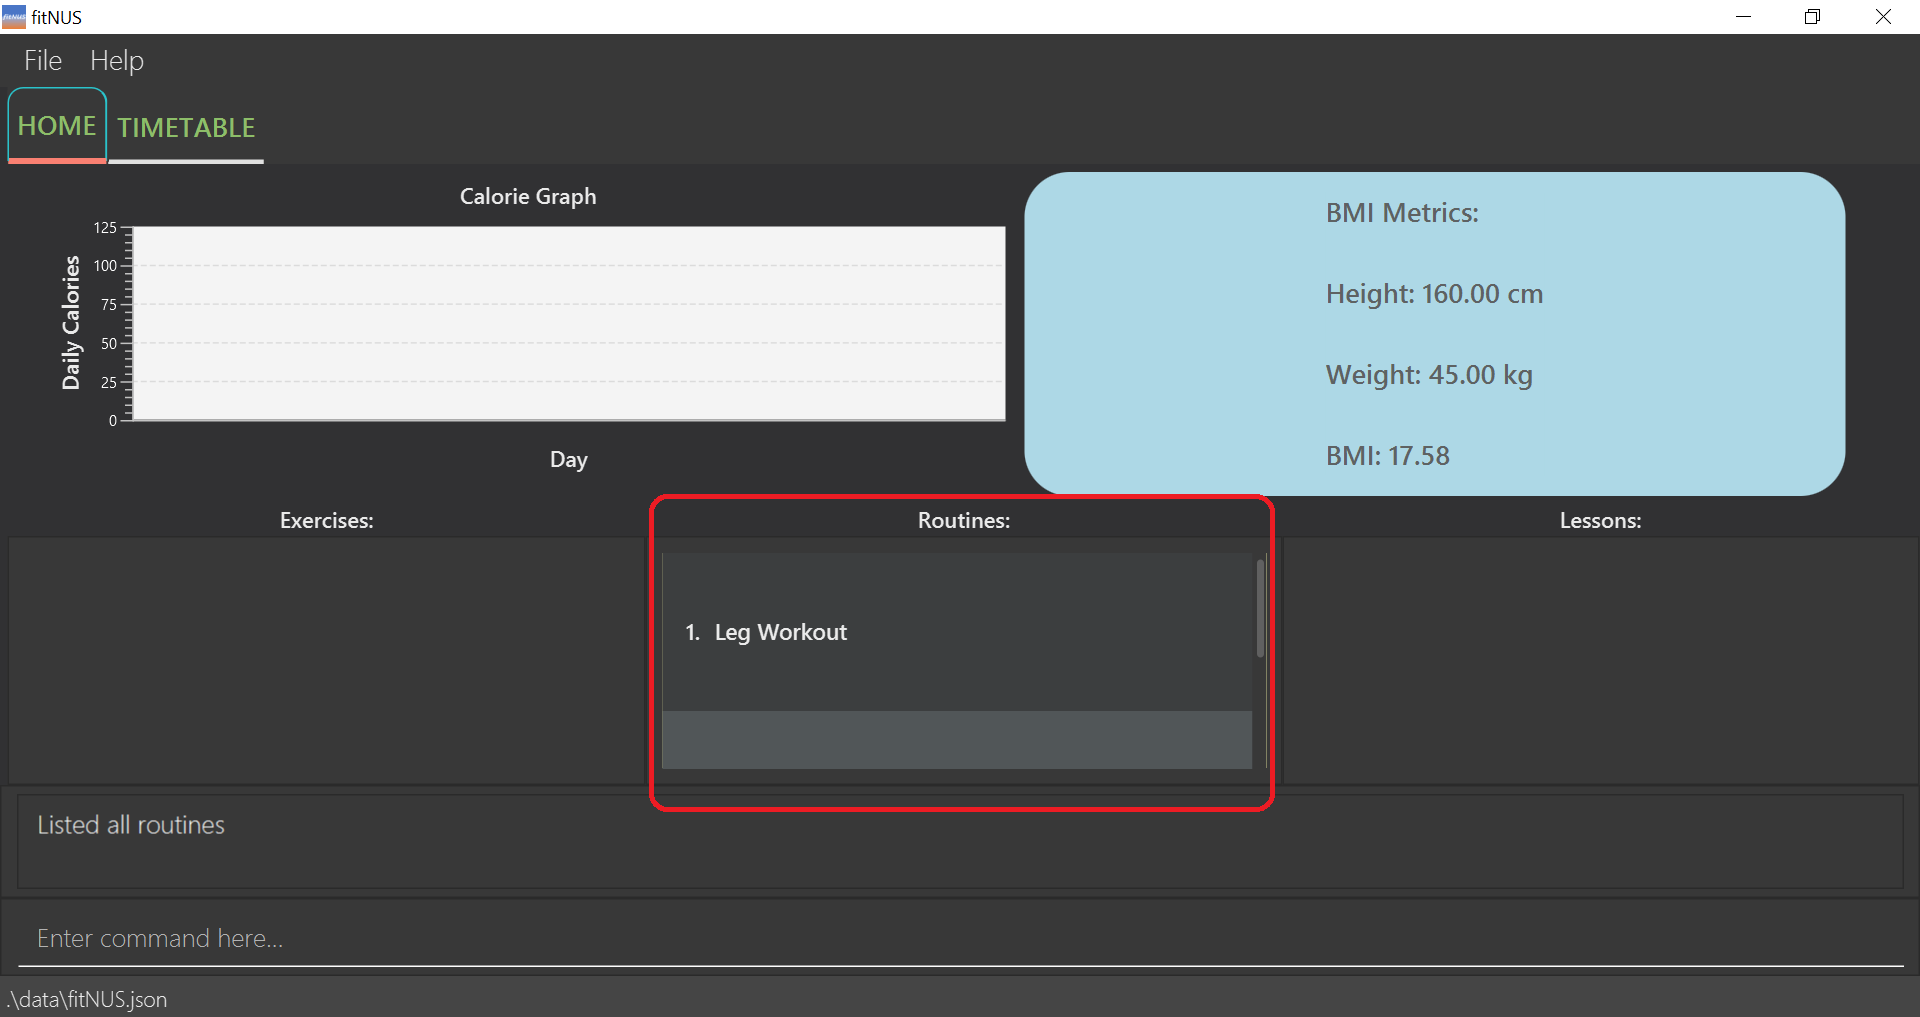 fitNUS
File Help
HOME TIMETABLE
Calorie Graph
125
100
75
50
25
0
Daily Calories
Day
BMI Metrics:
Height: 160.00 cm
Weight: 45.00 kg
BMI: 17.58
Exercises:
Routines:
1. Leg Workout
Lessons:
Listed all routines
Enter command here...
.\data\fitNUS.json